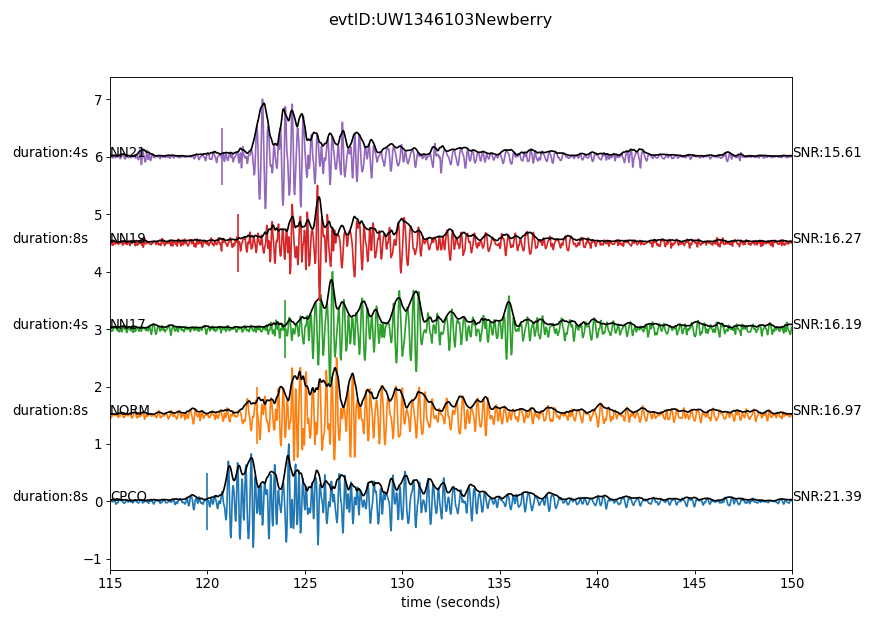 evtID:UW1346103Newberry
7
duration:4s NN21 SNR:15.61
6
5
duration:8s NN19 SNR:16.27
4
duration:4s NN17 SNR:16.19
3
2
duration:8s NORM SNR:16.97
1
duration:8s CPCO SNR:21.39
0
−1
115 120 125 130 135 140 145 150
time (seconds)